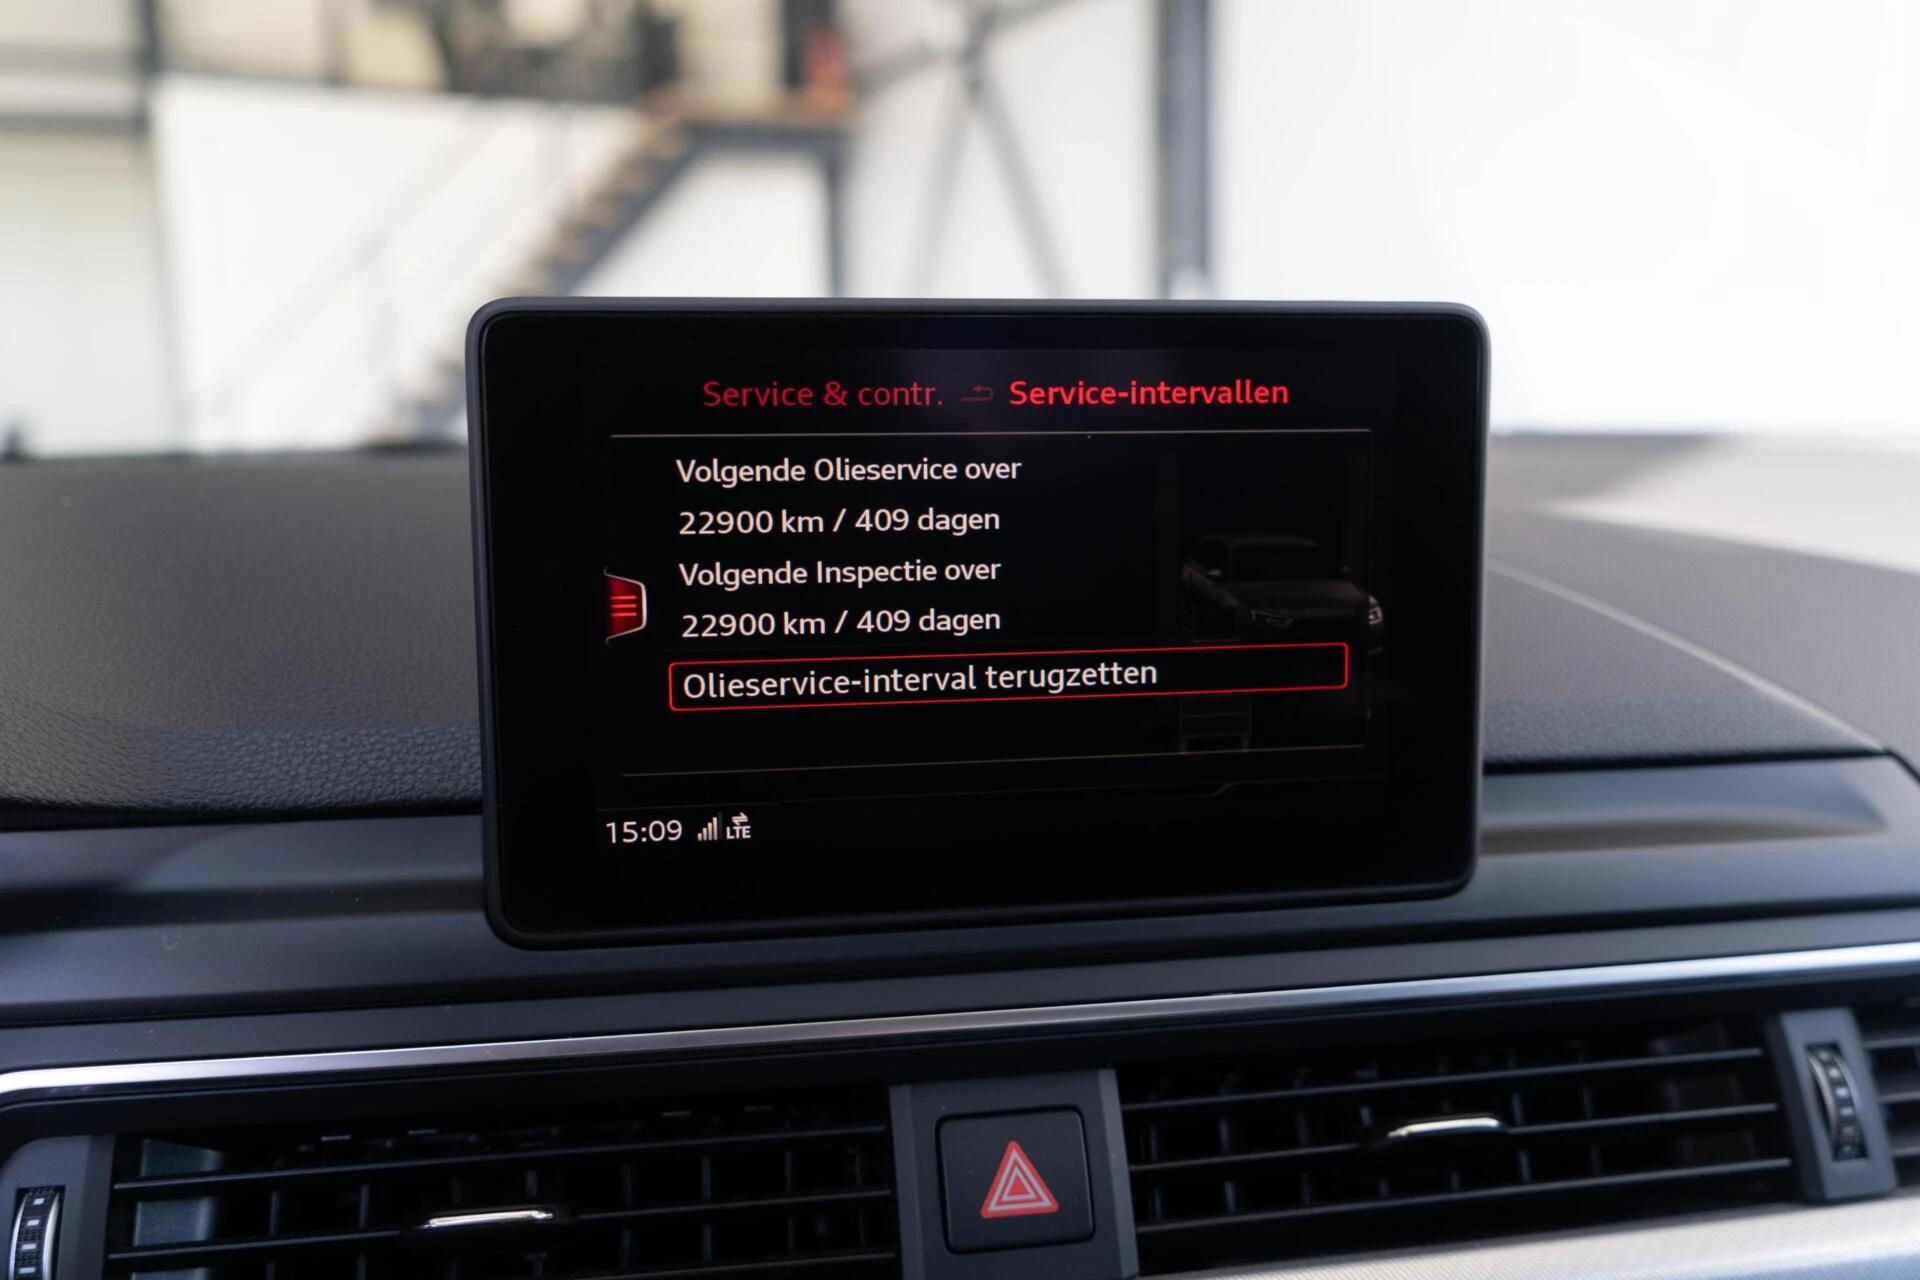 Service & contr. Service-intervallen
Volgende Olieservice over
22900 km / 409 dagen
Volgende Inspectie over
22900 km / 409 dagen
Olieservice-interval terugzetten
15:09 LTE